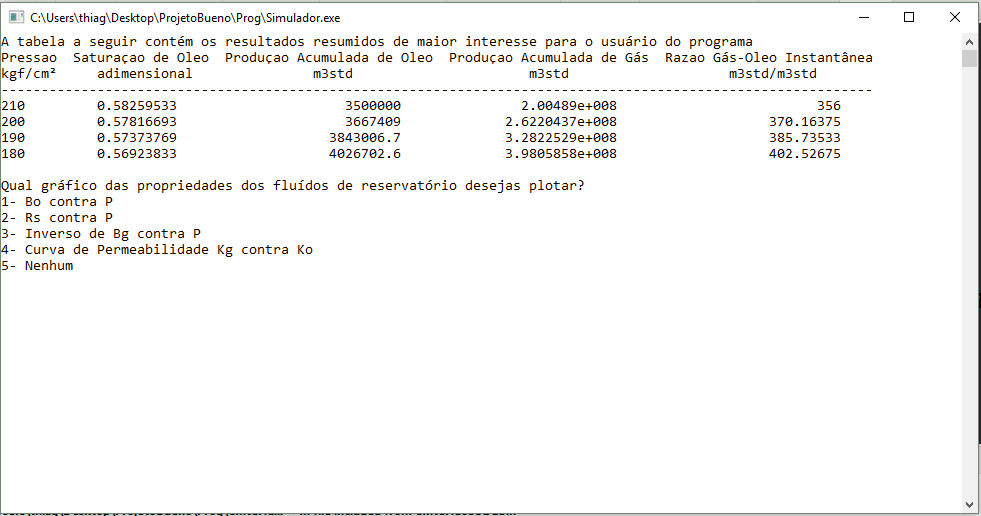 C:\Users\thiag\Desktop\ProjetoBueno\Prog\Simulador.exe
A tabela a seguir contém os resultados resumidos de maior interesse para o usuário do programa
Pressao  Saturaçao de Oleo  Produçao Acumulada de Oleo  Produçao Acumulada de Gás  Razao Gás-Oleo Instantânea
kgf/cm²  adimensional  m3std  m3std  m3std/m3std
-------------------------------------------------------------------------------------------------------------
210  0.58259533  3500000  2.00489e+008  356
200  0.57816693  3667409  2.6220437e+008  370.16375
190  0.57373769  3843006.7  3.2822529e+008  385.73533
180  0.56923833  4026702.6  3.9805858e+008  402.52675
Qual gráfico das propriedades dos fluídos de reservatório desejas plotar?
1- Bo contra P
2- Rs contra P
3- Inverso de Bg contra P
4- Curva de Permeabilidade Kg contra Ko
5- Nenhum